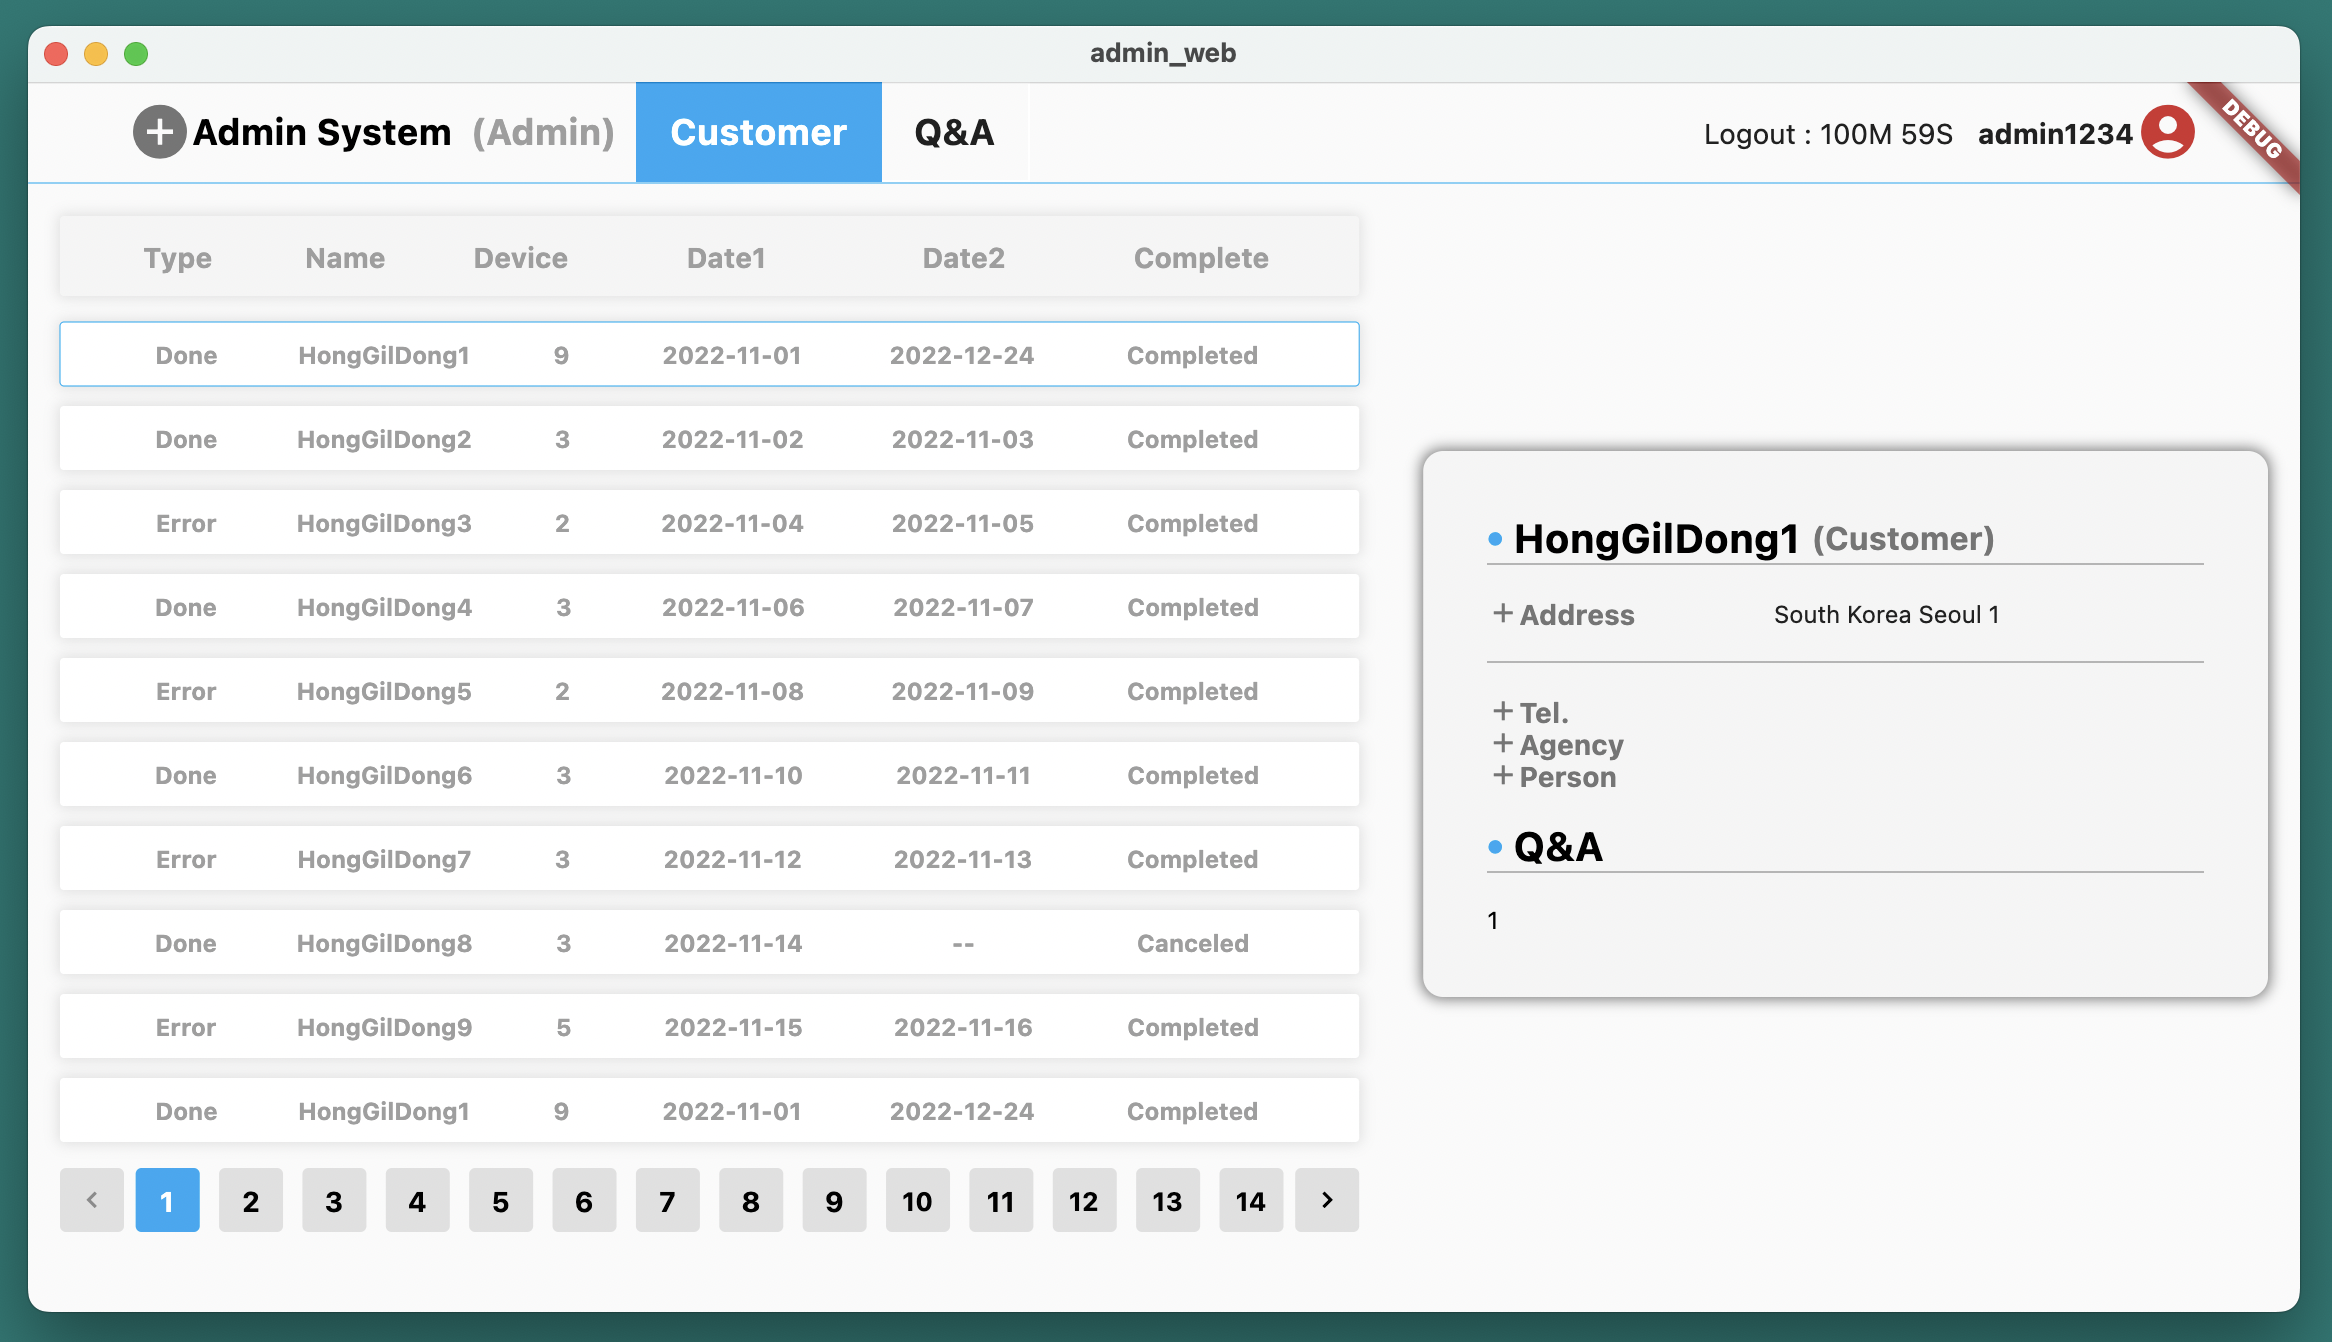 admin_web
Admin System (Admin) Customer Q&A Logout : 100M 59S admin1234 DEBUG
Type Name Device Date1 Date2 Complete
Done HongGilDong1 9 2022-11-01 2022-12-24 Completed
Done HongGilDong2 3 2022-11-02 2022-11-03 Completed
Error HongGilDong3 2 2022-11-04 2022-11-05 Completed
Done HongGilDong4 3 2022-11-06 2022-11-07 Completed
Error HongGilDong5 2 2022-11-08 2022-11-09 Completed
Done HongGilDong6 3 2022-11-10 2022-11-11 Completed
Error HongGilDong7 3 2022-11-12 2022-11-13 Completed
Done HongGilDong8 3 2022-11-14 -- Canceled
Error HongGilDong9 5 2022-11-15 2022-11-16 Completed
Done HongGilDong1 9 2022-11-01 2022-12-24 Completed
< 1 2 3 4 5 6 7 8 9 10 11 12 13 14 >
• HongGilDong1 (Customer)
+ Address South Korea Seoul 1
+ Tel.
+ Agency
+ Person
• Q&A
1